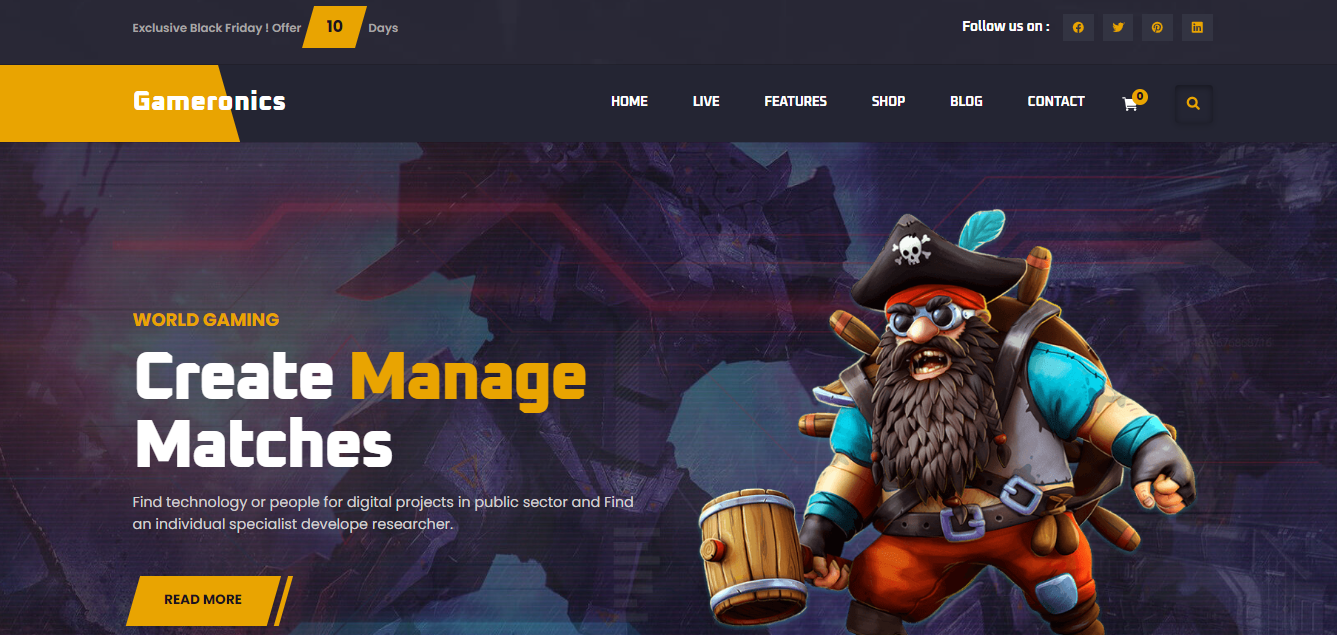 Exclusive Black Friday ! Offer 10 Days
Follow us on :
Gameronics
HOME LIVE FEATURES SHOP BLOG CONTACT 0
WORLD GAMING
Create Manage
Matches
Find technology or people for digital projects in public sector and Find
an individual specialist develope researcher.
READ MORE